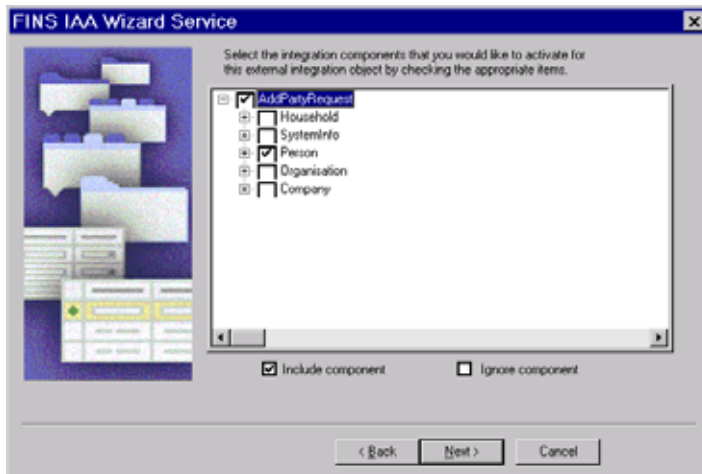 FINS IAA Wizard Service
Select the integration components that you would like to activate for
this external integration object by checking the appropriate items.
AddPartyRequest
Household
SystemInfo
Person
Organisation
Company
Include component
Ignore component
< Back
Next >
Cancel